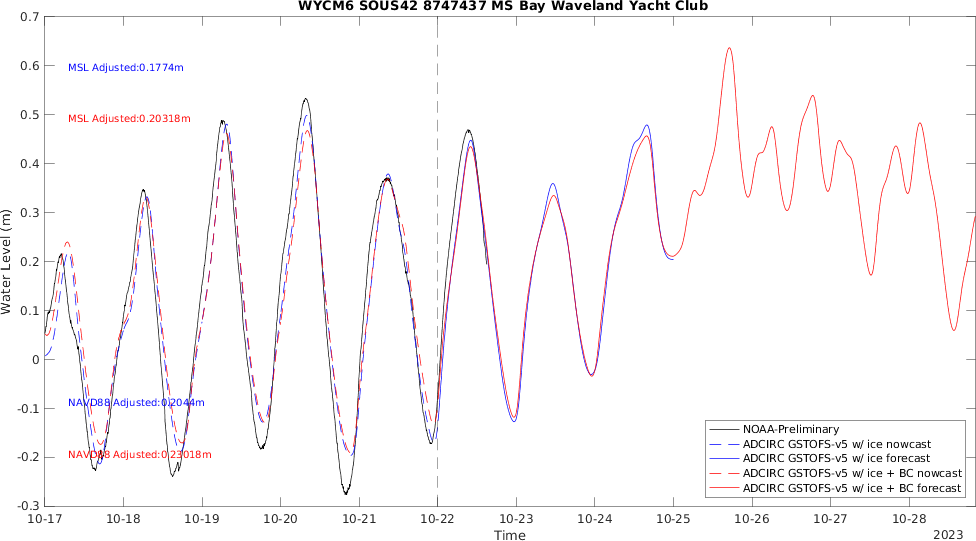 WYCM6 SOUS42 8747437 MS Bay Waveland Yacht Club
0.7
0.6
0.5
0.4
0.3
0.2
0.1
0
-0.1
-0.2
-0.3
Water Level (m)
MSL Adjusted:0.1774m
MSL Adjusted:0.20318m
NAVD88 Adjusted:0.2044m
NAVD88 Adjusted:0.23018m
NOAA-Preliminary
ADCIRC GSTOFS-v5 w/ ice nowcast
ADCIRC GSTOFS-v5 w/ ice forecast
ADCIRC GSTOFS-v5 w/ice + BC nowcast
ADCIRC GSTOFS-v5 w/ice + BC forecast
10-17 10-18 10-19 10-20 10-21 10-22 10-23 10-24 10-25 10-26 10-27 10-28
Time
2023